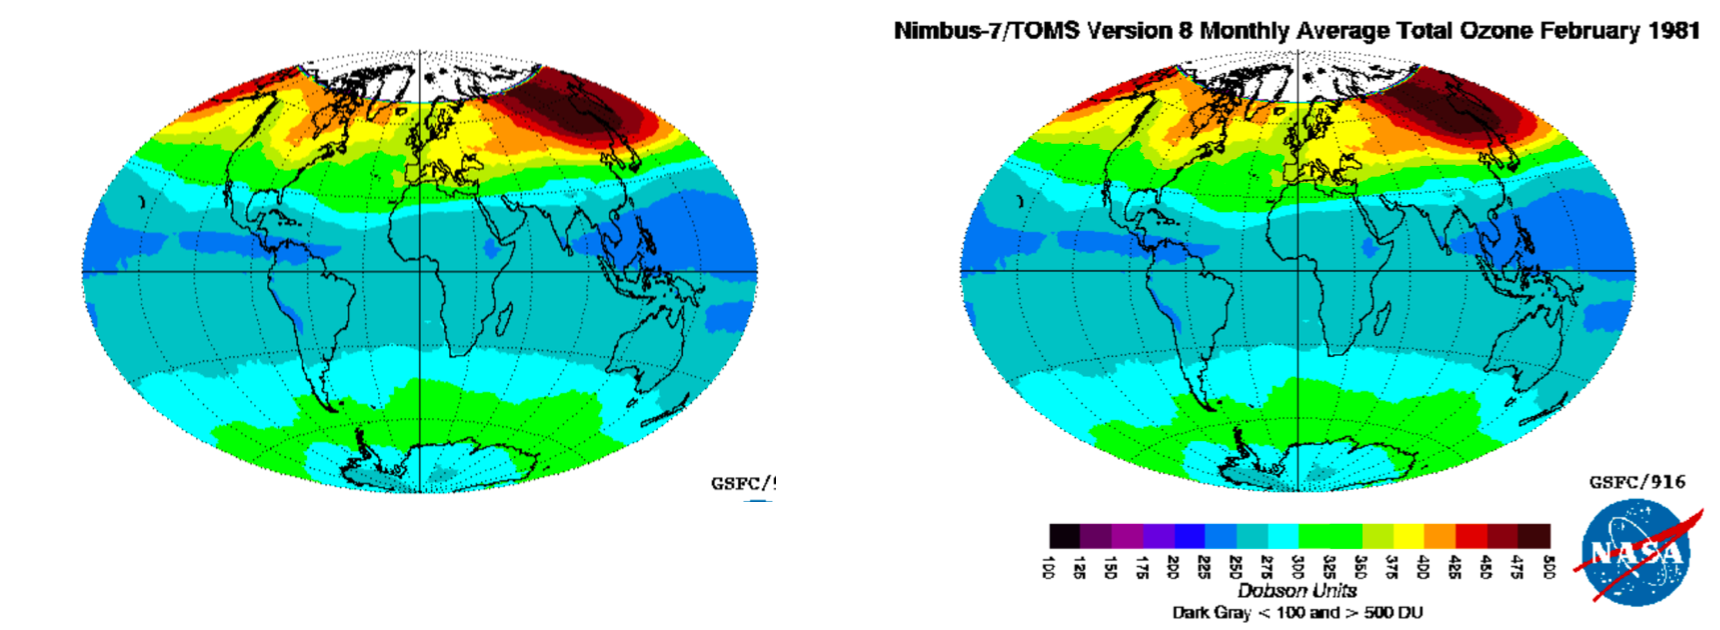 Nimbus-7/TOMS Version 8 Monthly Average Total Ozone February 1981
GSFC/
GSFC/916
NASA
100 125 150 175 200 225 250 275 300 325 350 375 400 425 450 475 500
Dobson Units
Dark Gray < 100 and > 500 DU